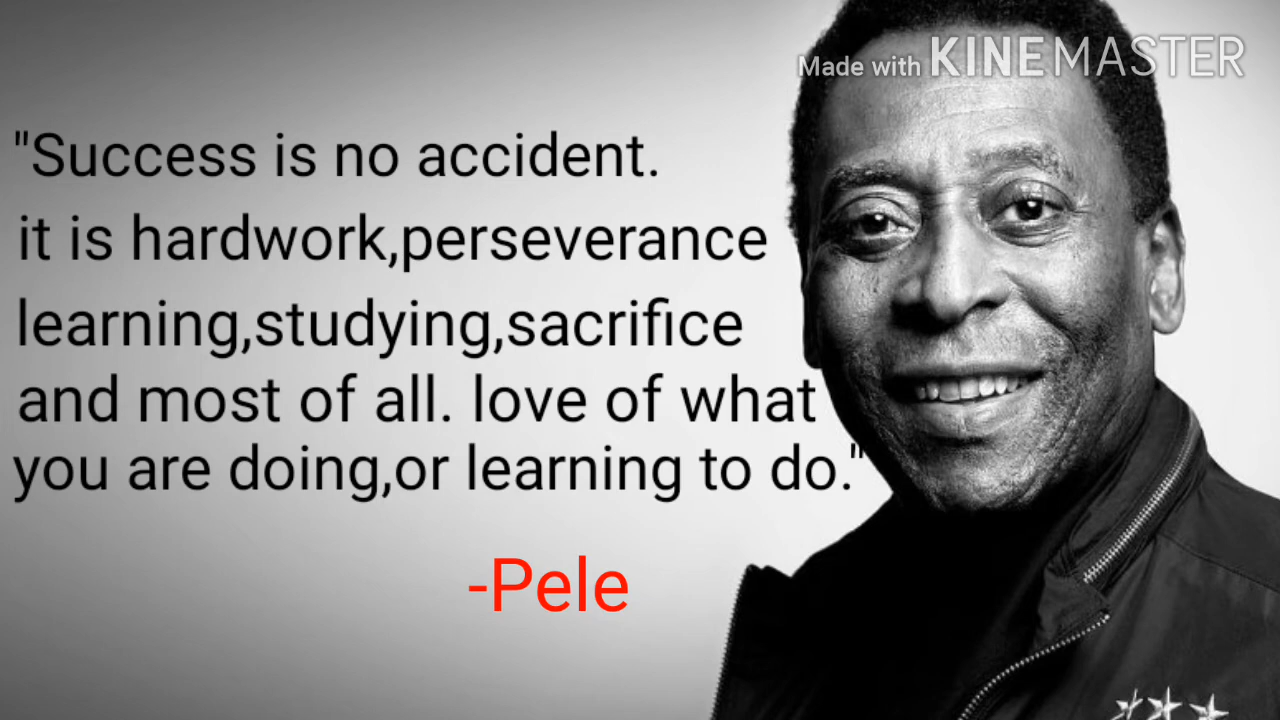 Made with KINEMASTER
"Success is no accident.
it is hardwork,perseverance
learning,studying,sacrifice
and most of all. love of what
you are doing,or learning to do."
-Pele